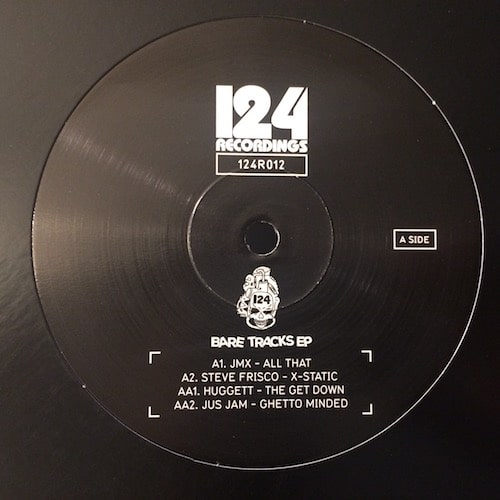 124
RECORDINGS
124R012
A SIDE
124
BARE TRACKS EP
A1. JMX - ALL THAT
A2. STEVE FRISCO - X-STATIC
AA1. HUGGETT - THE GET DOWN
AA2. JUS JAM - GHETTO MINDED